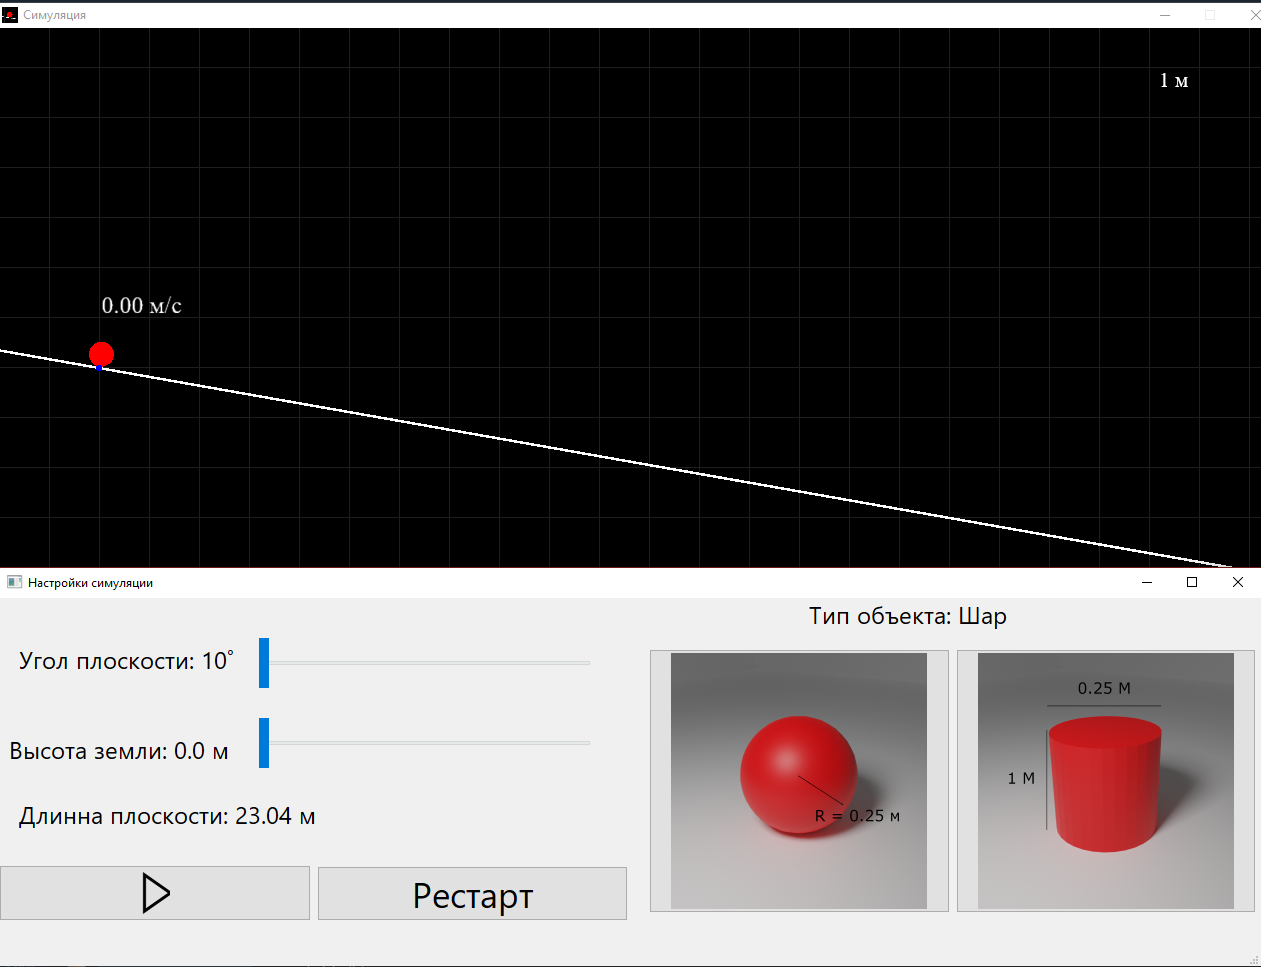 Симуляция
1 м
0.00 м/с
Настройки симуляции
Тип объекта: Шар
Угол плоскости: 10°
Высота земли: 0.0 м
Длинна плоскости: 23.04 м
Рестарт
R = 0.25 м
0.25 М
1 М